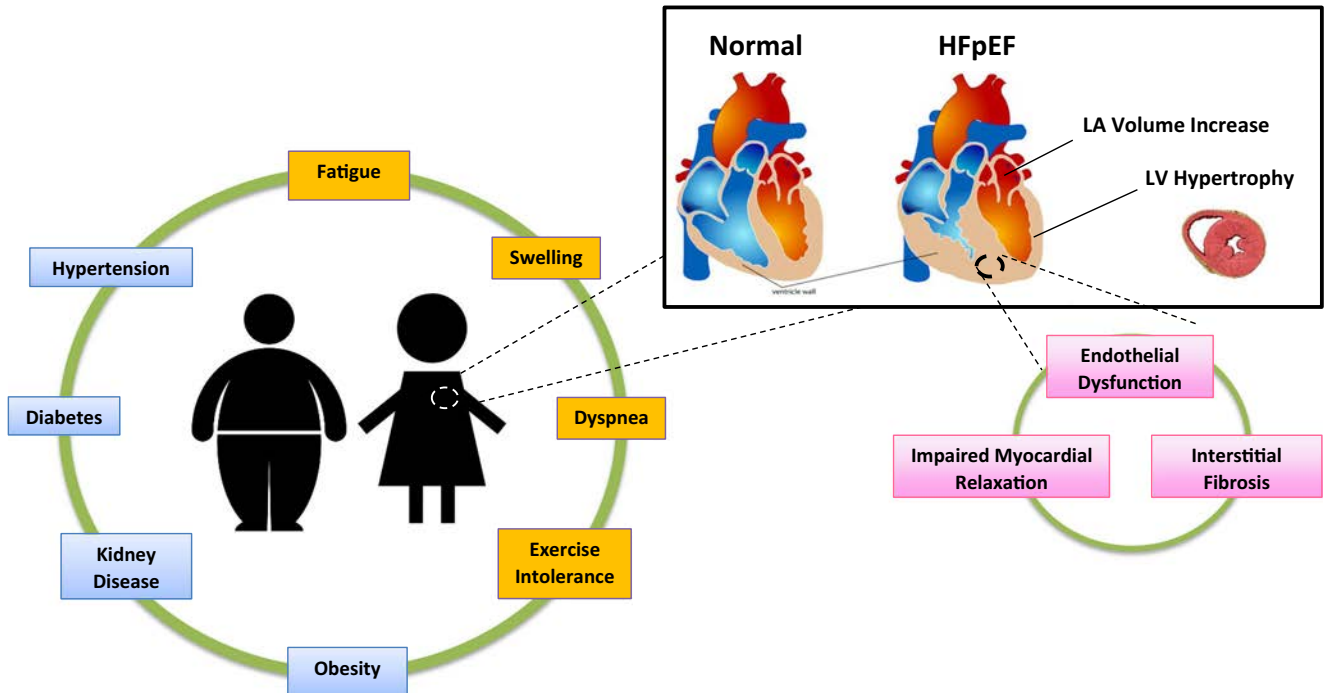 Normal
HFpEF
LA Volume Increase
LV Hypertrophy
ventricle wall
Fatigue
Swelling
Dyspnea
Exercise
Intolerance
Obesity
Kidney
Disease
Diabetes
Hypertension
Endothelial
Dysfunction
Impaired Myocardial
Relaxation
Interstitial
Fibrosis